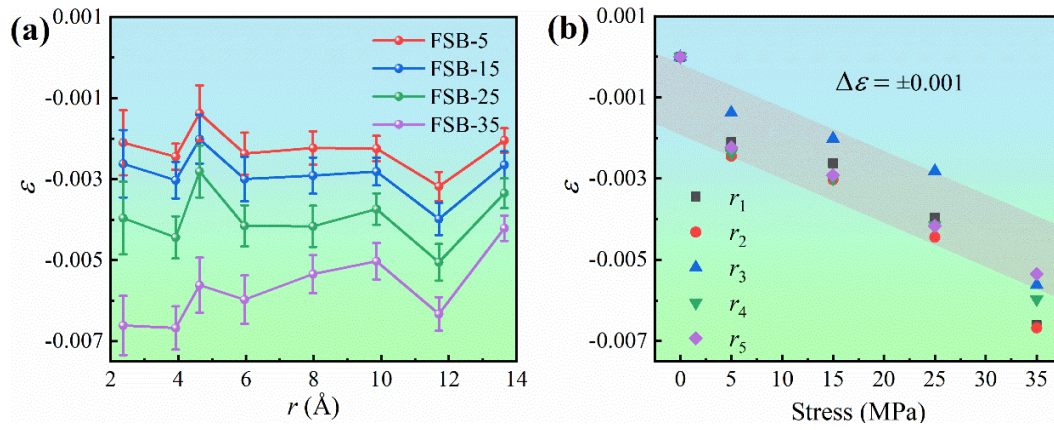 (a)
0.001
-0.001
-0.003
-0.005
-0.007
ε
2 4 6 8 10 12 14
r (Å)
FSB-5
FSB-15
FSB-25
FSB-35
(b)
0.001
-0.001
-0.003
-0.005
-0.007
ε
0 5 10 15 20 25 30 35
Stress (MPa)
Δε = ±0.001
r₁
r₂
r₃
r₄
r₅